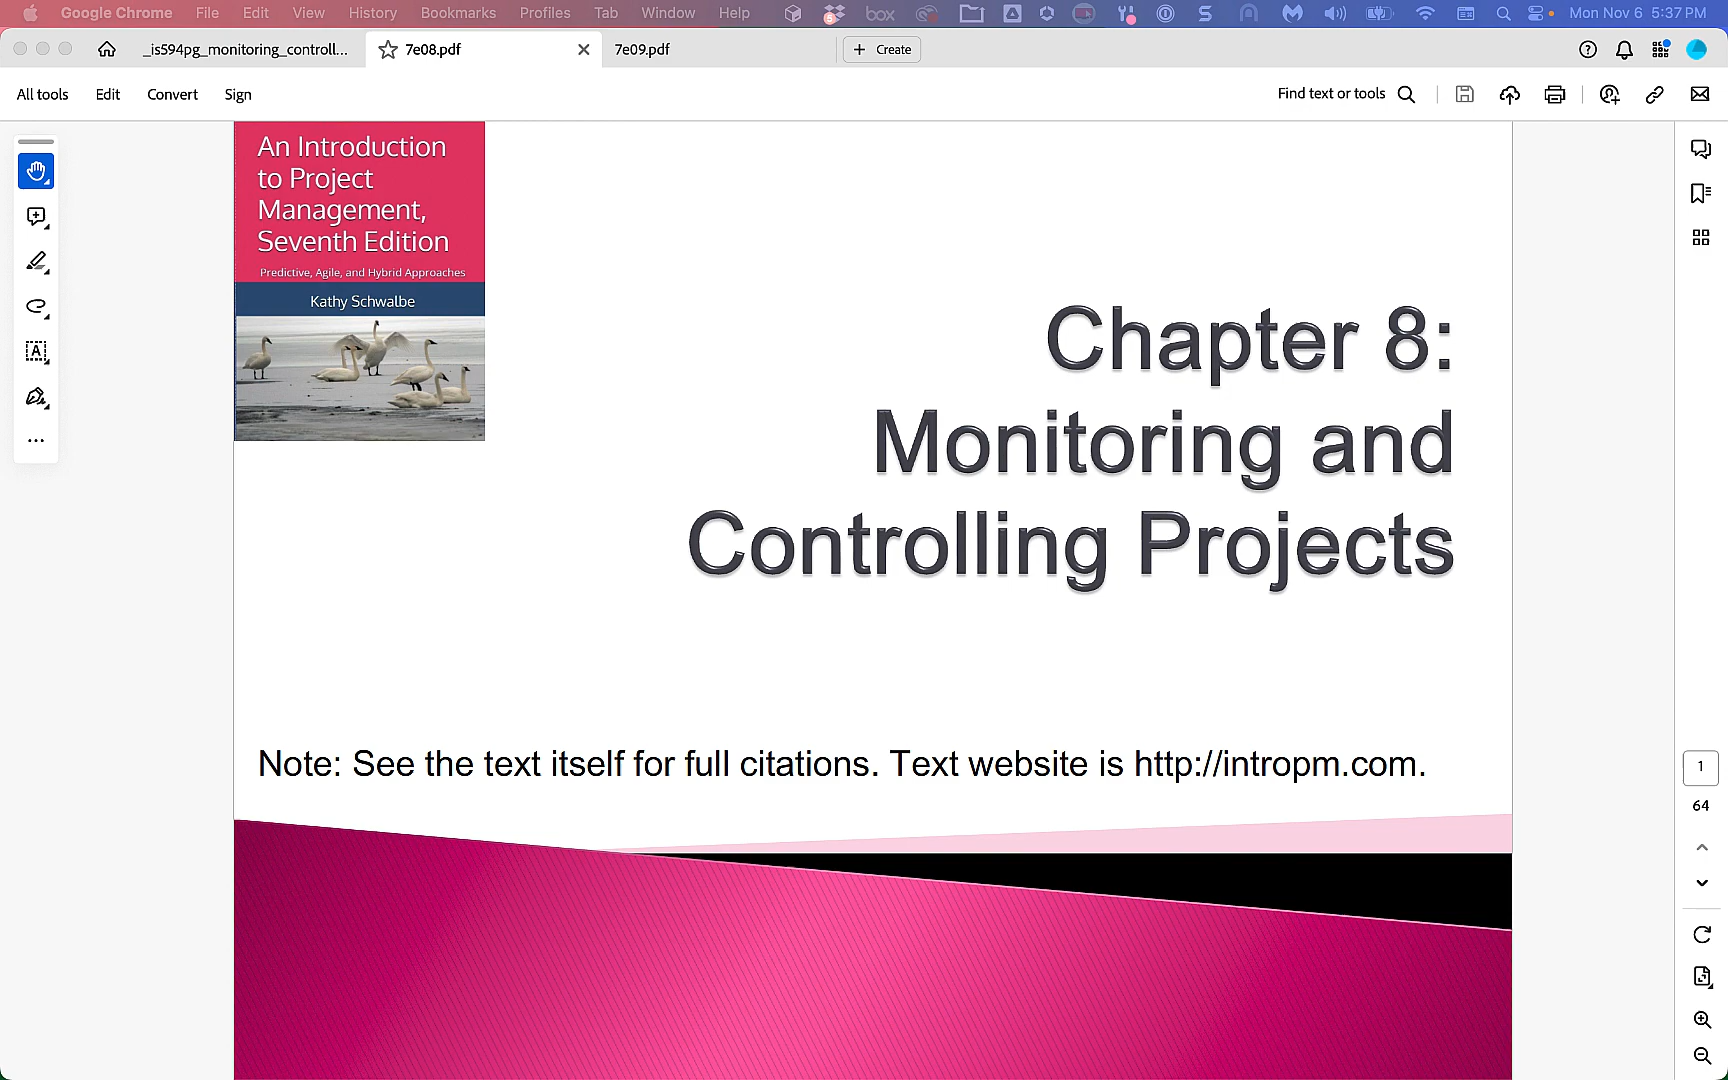 Google Chrome File Edit View History Bookmarks Profiles Tab Window Help box Mon Nov 6 5:37 PM
_is594pg_monitoring_controll... 7e08.pdf 7e09.pdf + Create
All tools Edit Convert Sign Find text or tools
An Introduction
to Project
Management,
Seventh Edition
Predictive, Agile, and Hybrid Approaches
Kathy Schwalbe
Chapter 8:
Monitoring and
Controlling Projects
Note: See the text itself for full citations. Text website is http://intropm.com.
1
64